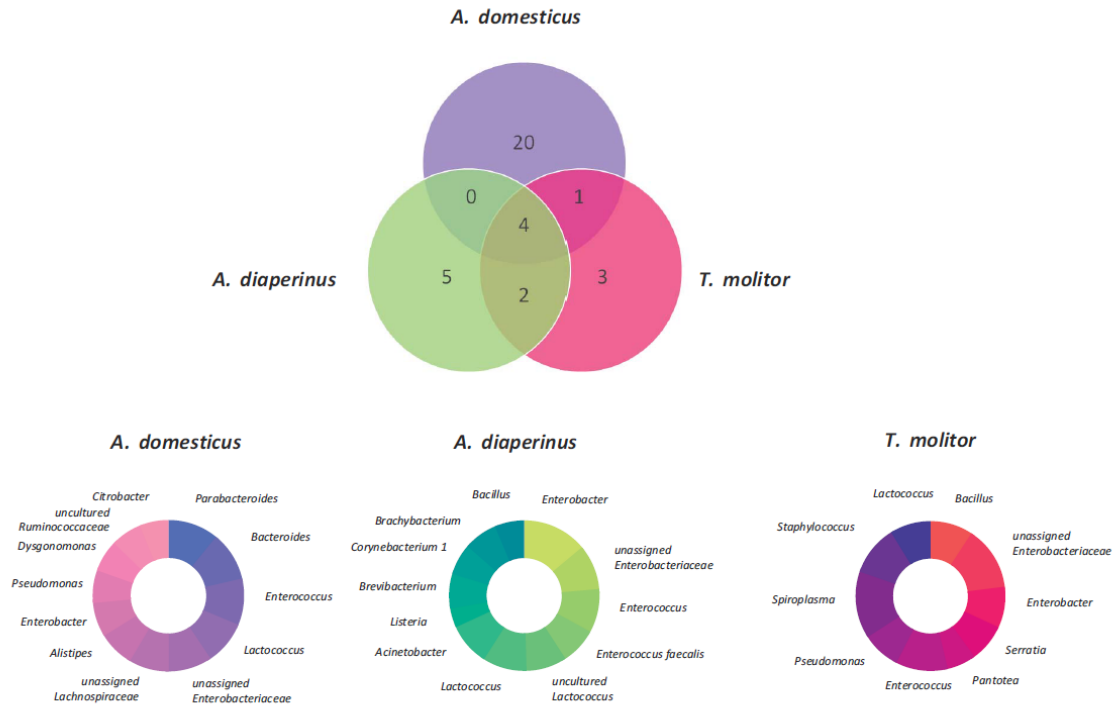 A. domesticus
20
0
1
4
A. diaperinus
5
2
3
T. molitor
A. domesticus
Citrobacter
Parabacteroides
uncultured
Ruminococcaceae
Bacteroides
Dysgonomonas
Pseudomonas
Enterococcus
Enterobacter
Lactococcus
Alistipes
unassigned
Lachnospiraceae
unassigned
Enterobacteriaceae
A. diaperinus
Bacillus
Enterobacter
Brachybacterium
Corynebacterium 1
unassigned
Enterobacteriaceae
Brevibacterium
Enterococcus
Listeria
Acinetobacter
Enterococcus faecalis
Lactococcus
uncultured
Lactococcus
T. molitor
Lactococcus
Bacillus
Staphylococcus
unassigned
Enterobacteriaceae
Spiroplasma
Enterobacter
Serratia
Pseudomonas
Pantotea
Enterococcus